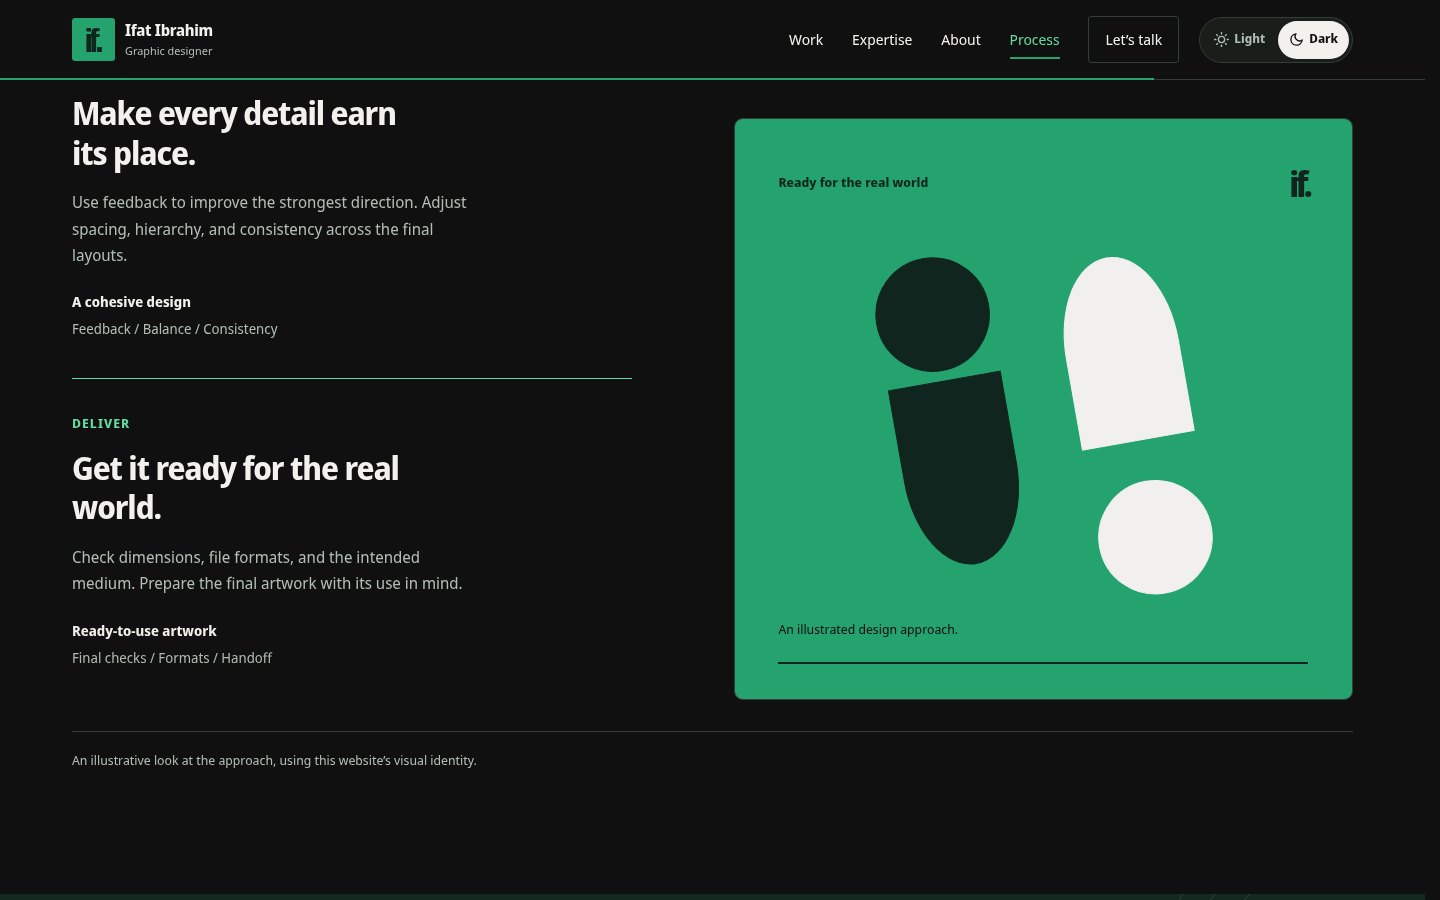 if.
Ifat Ibrahim
Graphic designer
Work
Expertise
About
Process
Let’s talk
Light
Dark
Make every detail earn
its place.
Use feedback to improve the strongest direction. Adjust
spacing, hierarchy, and consistency across the final
layouts.
A cohesive design
Feedback / Balance / Consistency
DELIVER
Get it ready for the real
world.
Check dimensions, file formats, and the intended
medium. Prepare the final artwork with its use in mind.
Ready-to-use artwork
Final checks / Formats / Handoff
Ready for the real world
if.
An illustrated design approach.
An illustrative look at the approach, using this website’s visual identity.